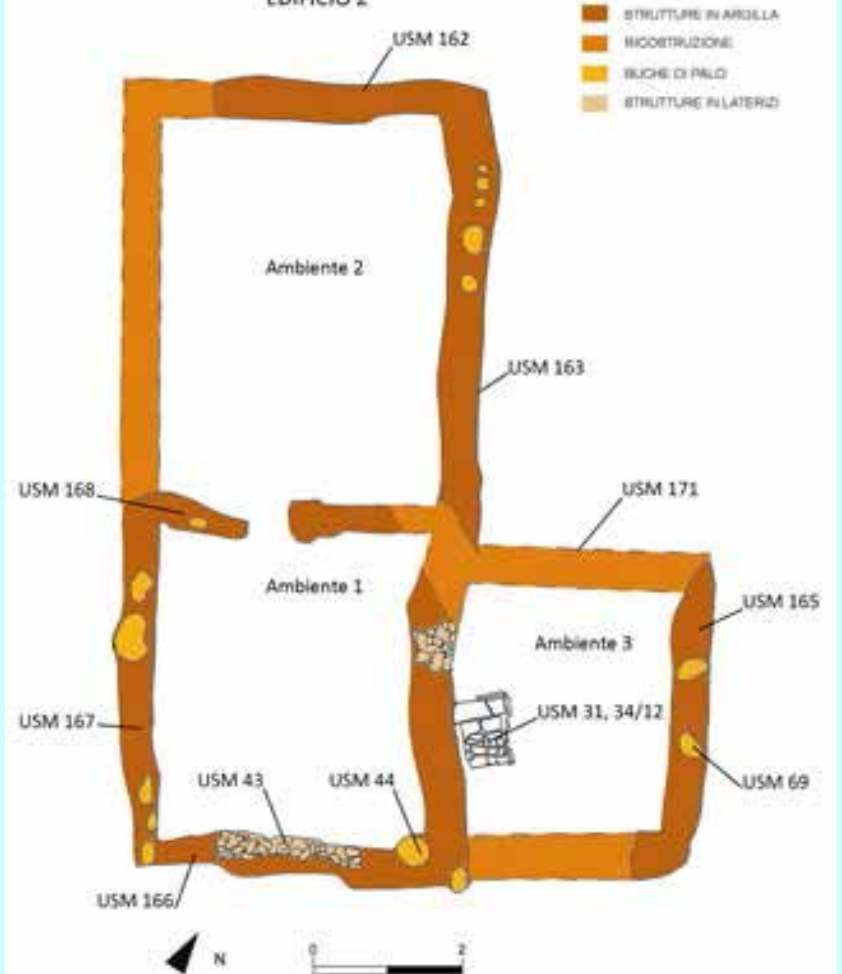 EDIFICIO 2
STRUTTURE IN ARGILLA
RICOSTRUZIONE
BUCHE DI PALO
STRUTTURE IN LATERIZI
USM 162
Ambiente 2
USM 163
USM 168
USM 171
Ambiente 1
USM 165
Ambiente 3
USM 31, 34/12
USM 167
USM 43
USM 44
USM 69
USM 166
N
0
2